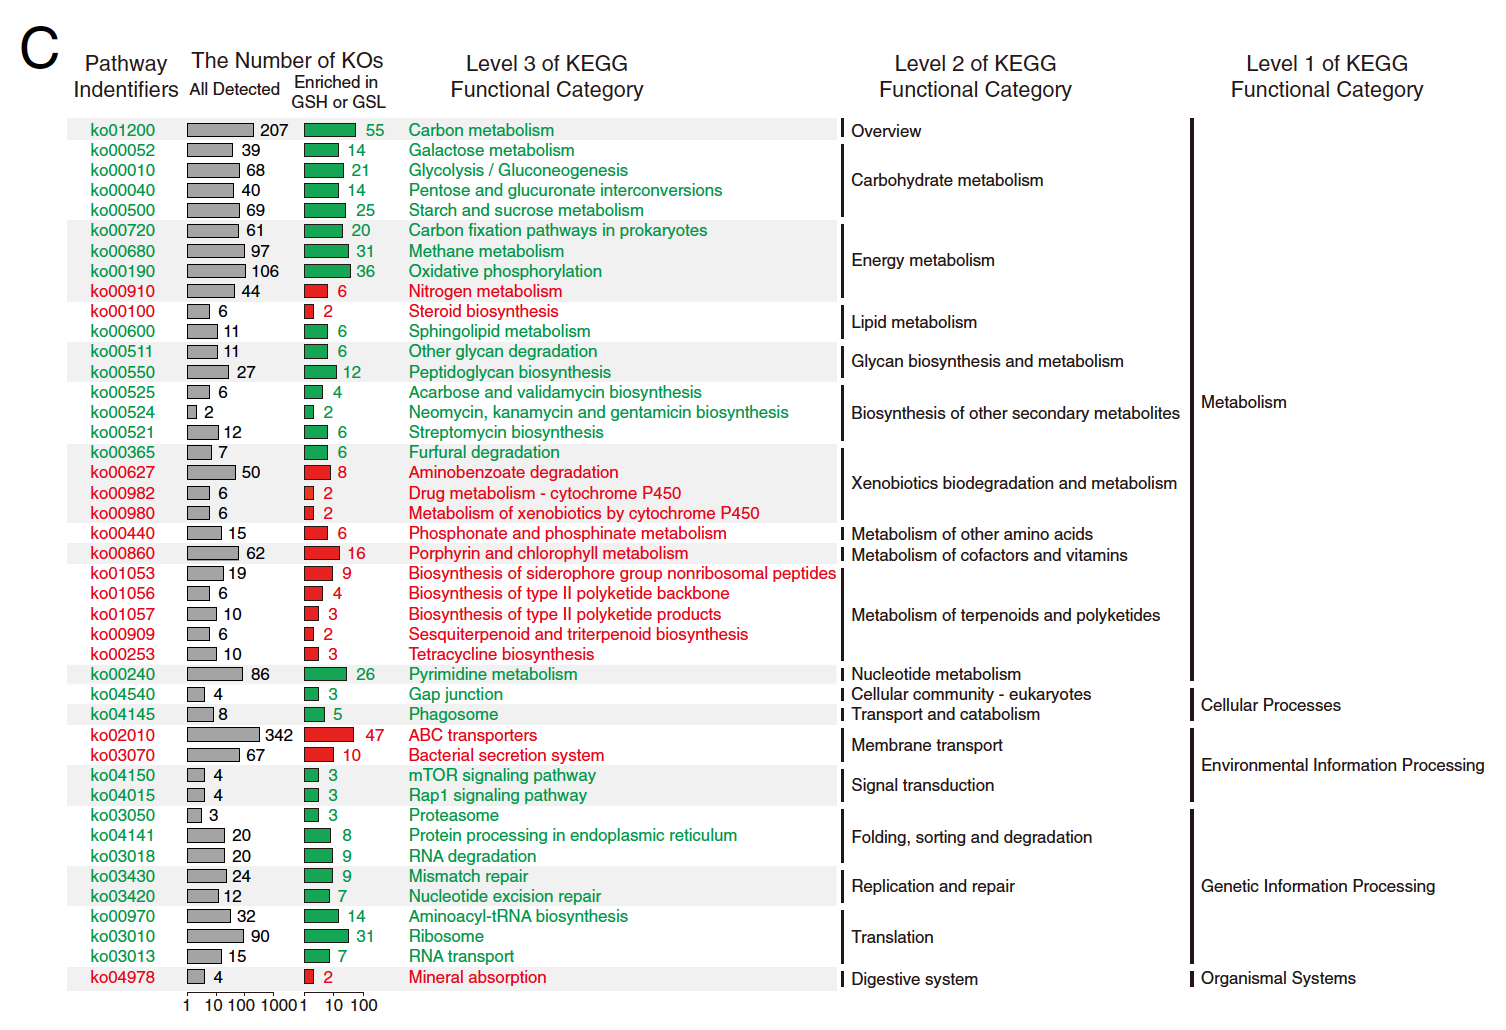 C
Pathway Indentifiers
The Number of KOs
All Detected
Enriched in GSH or GSL
Level 3 of KEGG Functional Category
Level 2 of KEGG Functional Category
Level 1 of KEGG Functional Category
ko01200 207 55 Carbon metabolism Overview
ko00052 39 14 Galactose metabolism
ko00010 68 21 Glycolysis / Gluconeogenesis
Carbohydrate metabolism
ko00040 40 14 Pentose and glucuronate interconversions
ko00500 69 25 Starch and sucrose metabolism
ko00720 61 20 Carbon fixation pathways in prokaryotes
ko00680 97 31 Methane metabolism
Energy metabolism
ko00190 106 36 Oxidative phosphorylation
ko00910 44 6 Nitrogen metabolism
ko00100 6 2 Steroid biosynthesis
Lipid metabolism
ko00600 11 6 Sphingolipid metabolism
ko00511 11 6 Other glycan degradation
Glycan biosynthesis and metabolism
ko00550 27 12 Peptidoglycan biosynthesis
ko00525 6 4 Acarbose and validamycin biosynthesis
Metabolism
ko00524 2 2 Neomycin, kanamycin and gentamicin biosynthesis Biosynthesis of other secondary metabolites
ko00521 12 6 Streptomycin biosynthesis
ko00365 7 6 Furfural degradation
ko00627 50 8 Aminobenzoate degradation
Xenobiotics biodegradation and metabolism
ko00982 6 2 Drug metabolism - cytochrome P450
ko00980 6 2 Metabolism of xenobiotics by cytochrome P450
ko00440 15 6 Phosphonate and phosphinate metabolism Metabolism of other amino acids
ko00860 62 16 Porphyrin and chlorophyll metabolism Metabolism of cofactors and vitamins
ko01053 19 9 Biosynthesis of siderophore group nonribosomal peptides
ko01056 6 4 Biosynthesis of type II polyketide backbone
ko01057 10 3 Biosynthesis of type II polyketide products Metabolism of terpenoids and polyketides
ko00909 6 2 Sesquiterpenoid and triterpenoid biosynthesis
ko00253 10 3 Tetracycline biosynthesis
ko00240 86 26 Pyrimidine metabolism Nucleotide metabolism
ko04540 4 3 Gap junction Cellular community - eukaryotes
Cellular Processes
ko04145 8 5 Phagosome Transport and catabolism
ko02010 342 47 ABC transporters
Membrane transport
ko03070 67 10 Bacterial secretion system
Environmental Information Processing
ko04150 4 3 mTOR signaling pathway
Signal transduction
ko04015 4 3 Rap1 signaling pathway
ko03050 3 3 Proteasome
ko04141 20 8 Protein processing in endoplasmic reticulum Folding, sorting and degradation
ko03018 20 9 RNA degradation
ko03430 24 9 Mismatch repair
Replication and repair Genetic Information Processing
ko03420 12 7 Nucleotide excision repair
ko00970 32 14 Aminoacyl-tRNA biosynthesis
ko03010 90 31 Ribosome Translation
ko03013 15 7 RNA transport
ko04978 4 2 Mineral absorption Digestive system Organismal Systems
1 10 100 1000 1 10 100